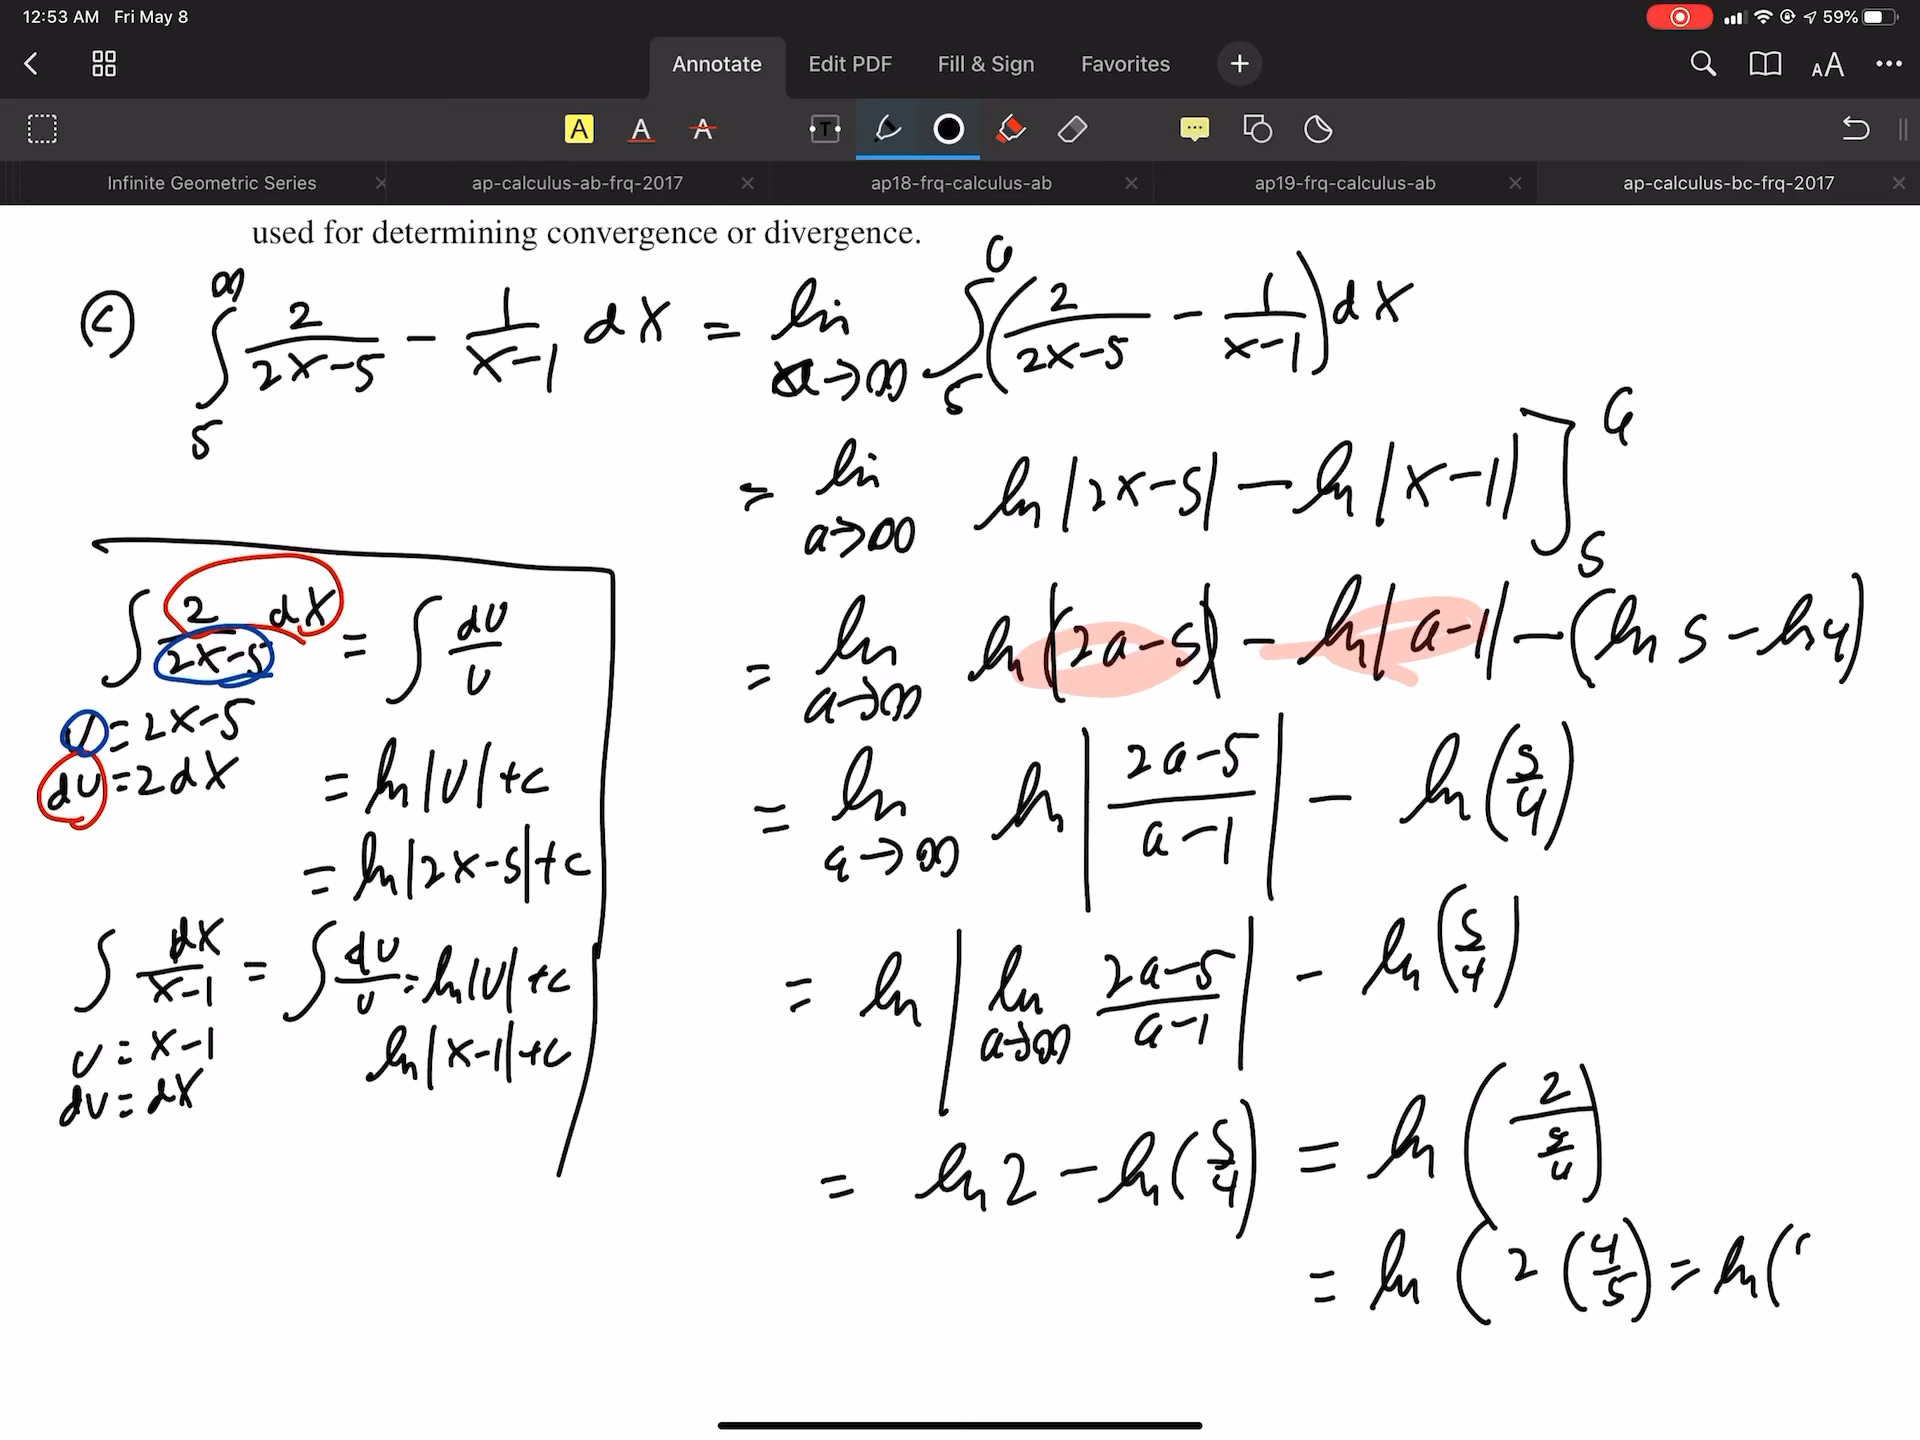 12:53 AM Fri May 8
59%
Annotate Edit PDF Fill & Sign Favorites
AA
A A A T
Infinite Geometric Series × ap-calculus-ab-frq-2017 × ap18-frq-calculus-ab × ap19-frq-calculus-ab × ap-calculus-bc-frq-2017 ×
used for determining convergence or divergence.
(c) ∫_5^∞ 2/(2x-5) - 1/(x-1) dx = lim_{a→∞} ∫_5^a (2/(2x-5) - 1/(x-1)) dx
= lim_{a→∞} ln|2x-5| - ln|x-1| ]_5^a
= lim_{a→∞} ln|2a-5| - ln|a-1| - (ln 5 - ln 4)
= lim_{a→∞} ln|(2a-5)/(a-1)| - ln(5/4)
= ln|lim_{a→∞} (2a-5)/(a-1)| - ln(5/4)
= ln 2 - ln(5/4) = ln(2/(5/4))
= ln(2(4/5) = ln(
∫ 2/(2x-5) dx = ∫ du/u
u = 2x-5
du = 2dx
= ln|u| + c
= ln|2x-5| + c
∫ dx/(x-1) = ∫ du/u = ln|u| + c
u = x-1
du = dx
ln|x-1| + c